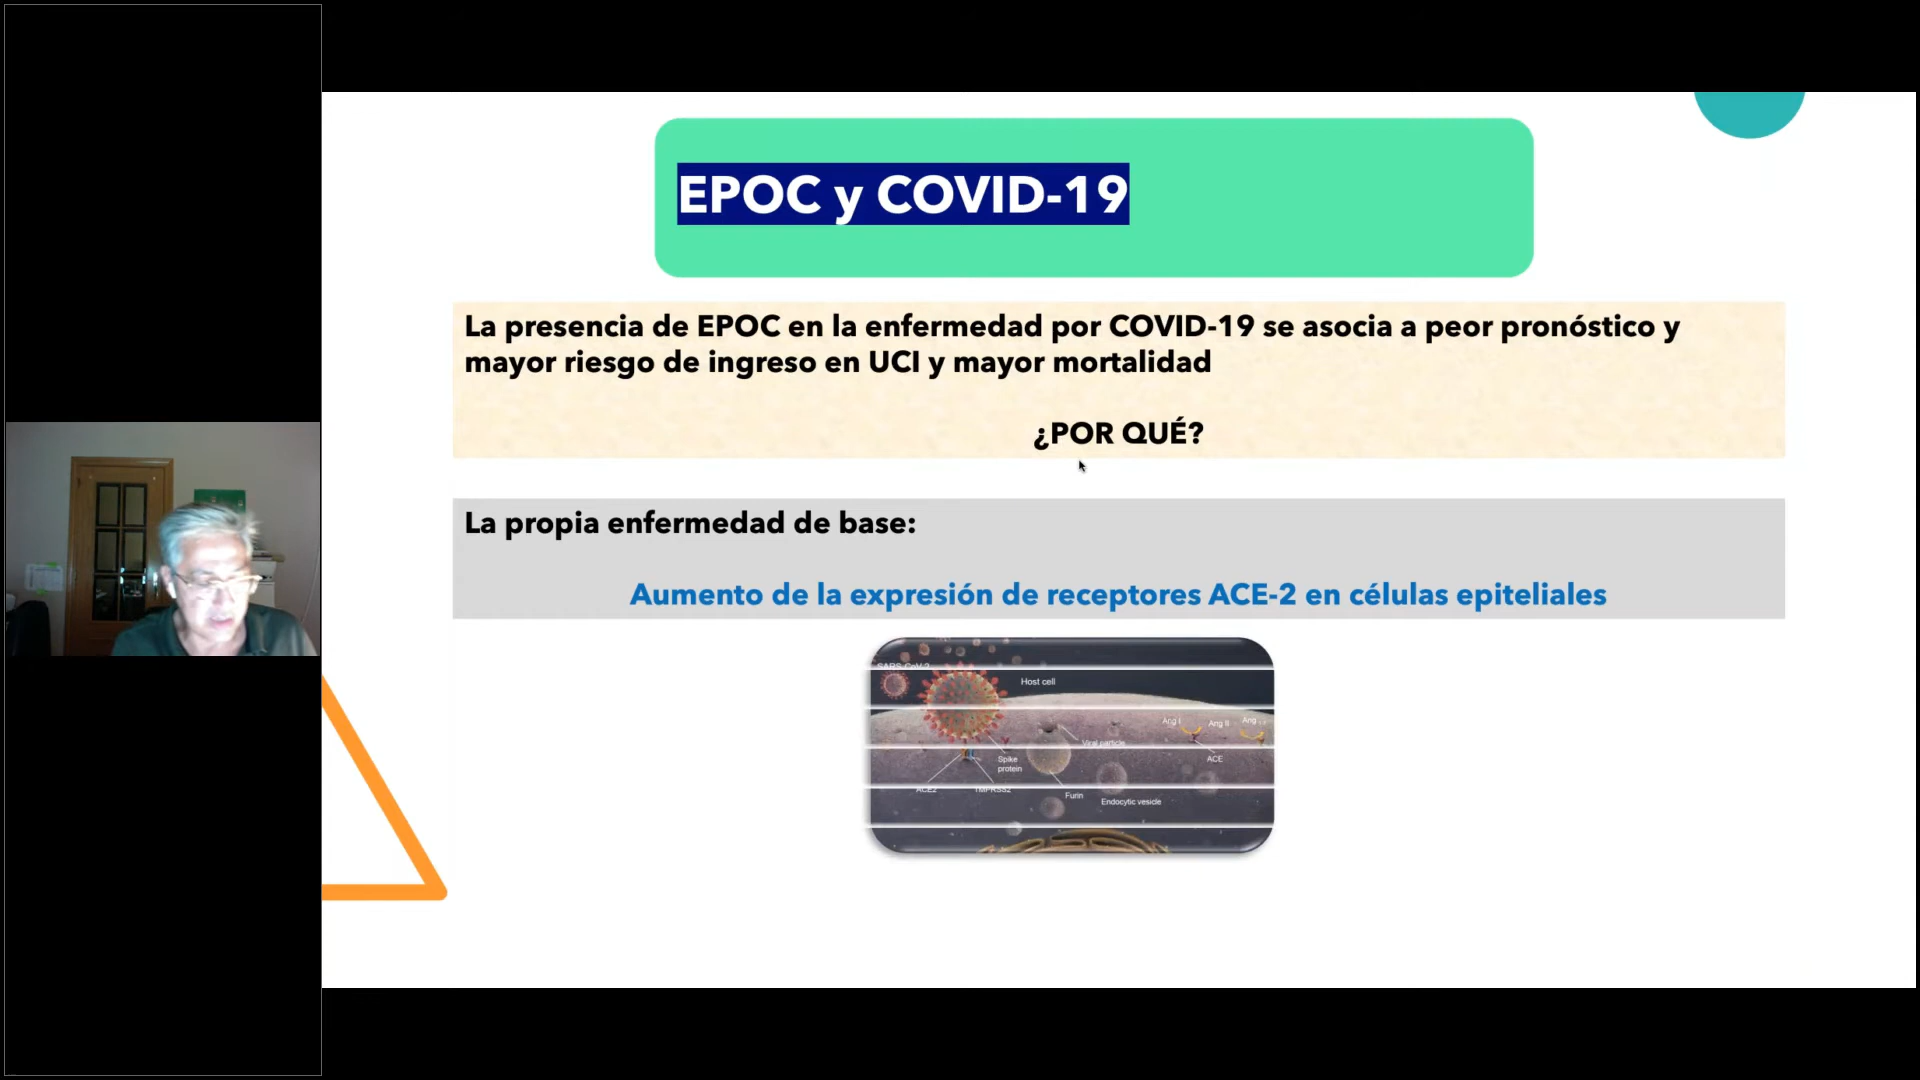 EPOC y COVID-19
La presencia de EPOC en la enfermedad por COVID-19 se asocia a peor pronóstico y
mayor riesgo de ingreso en UCI y mayor mortalidad
¿POR QUÉ?
La propia enfermedad de base:
Aumento de la expresión de receptores ACE-2 en células epiteliales
SARS-CoV-2
Host cell
Ang I
Ang II
Ang
Viral particle
Spike
protein
ACE
ACE2
TMPRSS2
Furin
Endocytic vesicle